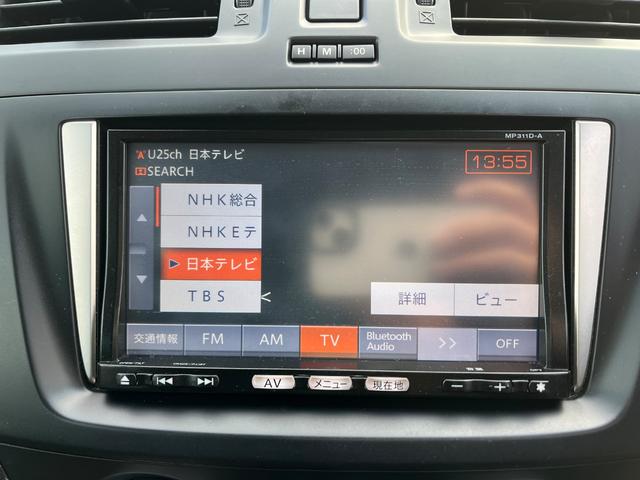 H M :00
MP311D-A
U25ch 日本テレビ
SEARCH
13:55
NHK総合
NHKEテ
日本テレビ
TBS
詳細 ビュー
交通情報 FM AM TV Bluetooth Audio >> OFF
AV メニュー 現在地